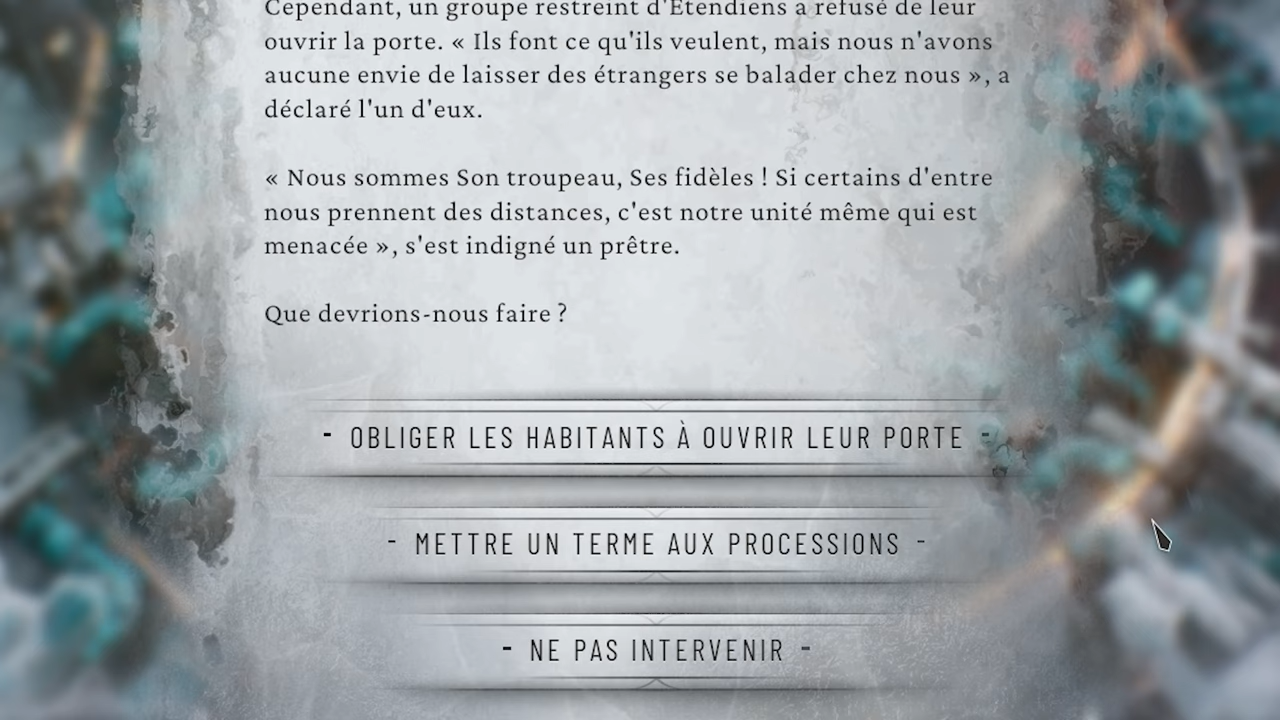 Cependant, un groupe restreint d'Étendiens a refusé de leur
ouvrir la porte. « Ils font ce qu'ils veulent, mais nous n'avons
aucune envie de laisser des étrangers se balader chez nous », a
déclaré l'un d'eux.
« Nous sommes Son troupeau, Ses fidèles ! Si certains d'entre
nous prennent des distances, c'est notre unité même qui est
menacée », s'est indigné un prêtre.
Que devrions-nous faire ?
- OBLIGER LES HABITANTS À OUVRIR LEUR PORTE -
- METTRE UN TERME AUX PROCESSIONS -
- NE PAS INTERVENIR -